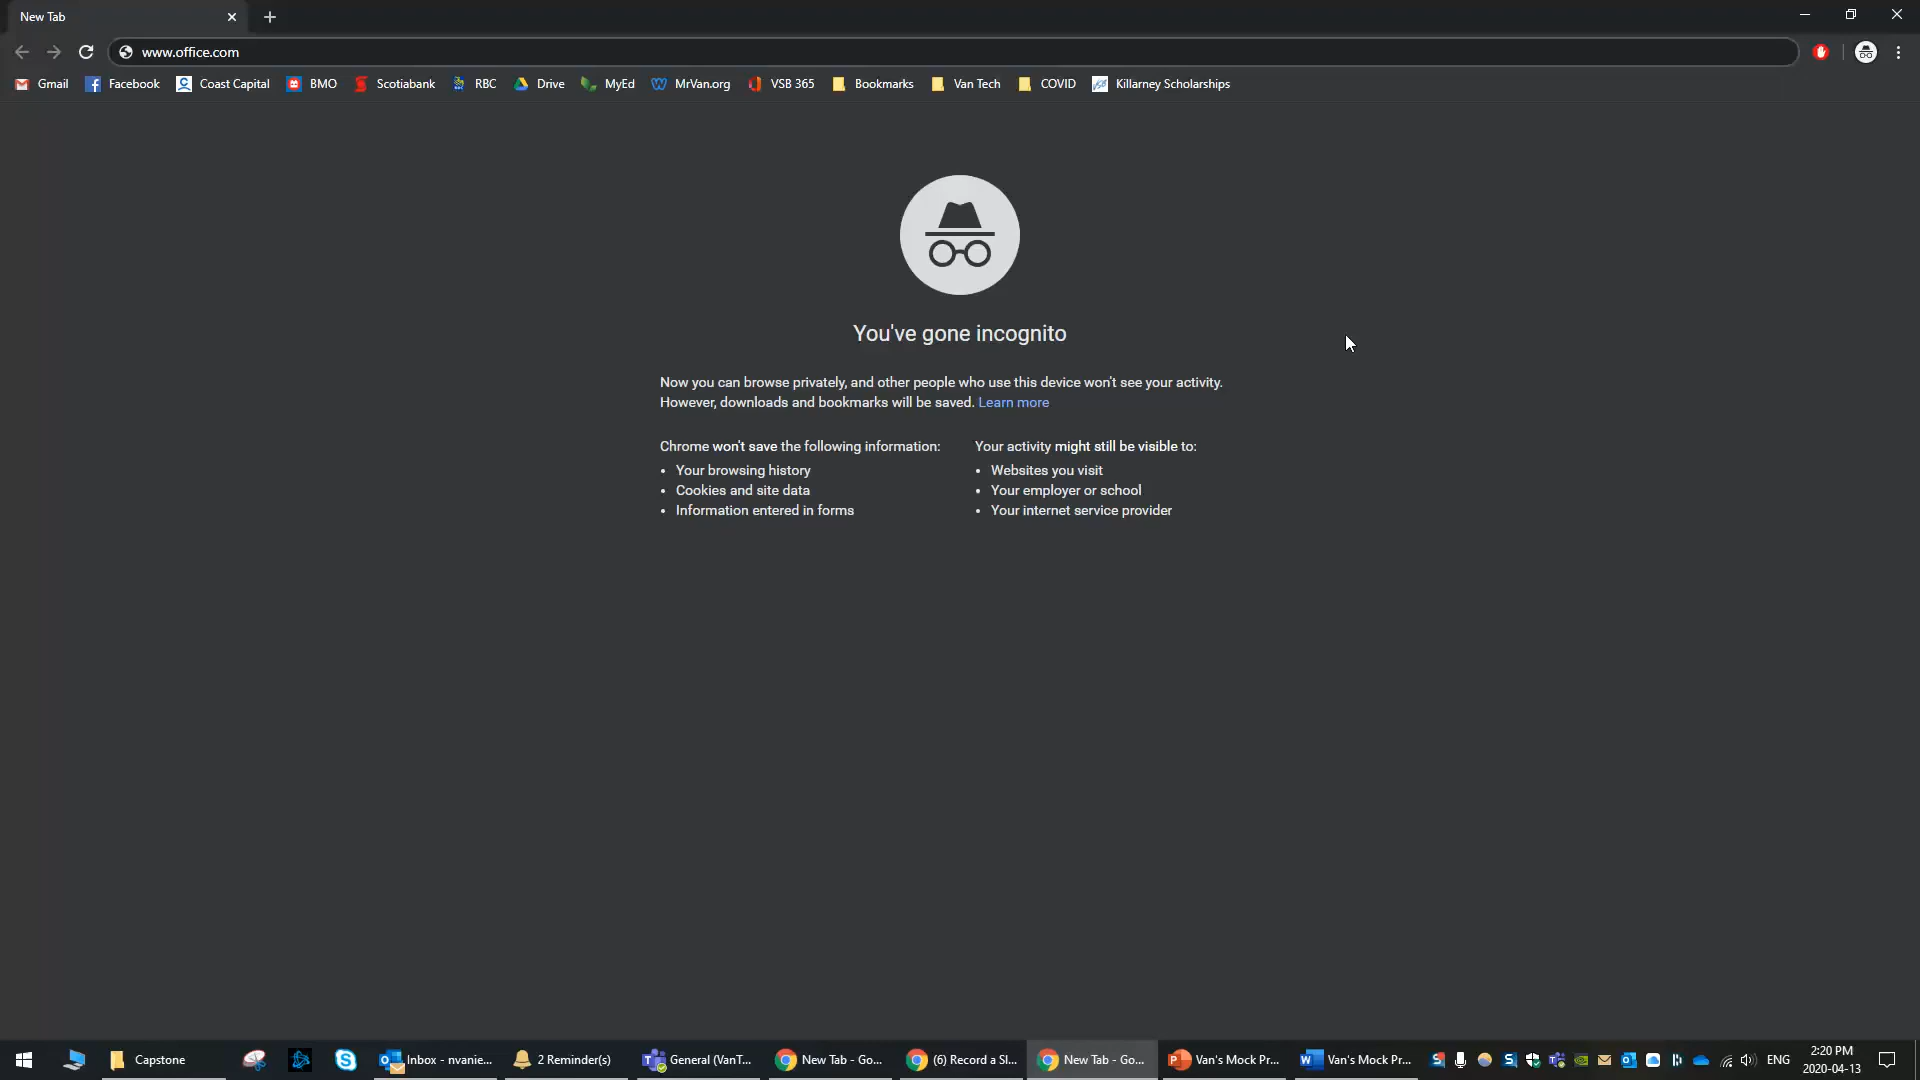 New Tab
www.office.com
Gmail Facebook Coast Capital BMO Scotiabank RBC Drive MyEd MrVan.org VSB 365 Bookmarks Van Tech COVID Killarney Scholarships
You've gone incognito
Now you can browse privately, and other people who use this device won't see your activity.
However, downloads and bookmarks will be saved. Learn more
Chrome won't save the following information:
• Your browsing history
• Cookies and site data
• Information entered in forms
Your activity might still be visible to:
• Websites you visit
• Your employer or school
• Your internet service provider
Capstone Inbox - nvanie... 2 Reminder(s) General (VanT... New Tab - Go... (6) Record a Sl... New Tab - Go... Van's Mock Pr... Van's Mock Pr... ENG 2:20 PM
2020-04-13